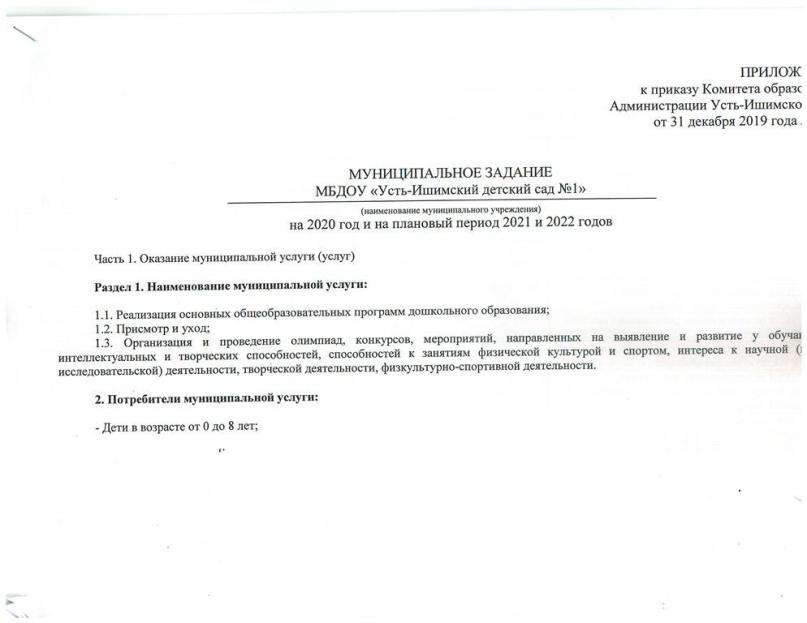 ПРИЛОЖ
к приказу Комитета образо
Администрации Усть-Ишимско
от 31 декабря 2019 года
МУНИЦИПАЛЬНОЕ ЗАДАНИЕ
МБДОУ «Усть-Ишимский детский сад №1»
(наименование муниципального учреждения)
на 2020 год и на плановый период 2021 и 2022 годов
Часть 1. Оказание муниципальной услуги (услуг)
Раздел 1. Наименование муниципальной услуги:
1.1. Реализация основных общеобразовательных программ дошкольного образования;
1.2. Присмотр и уход;
1.3. Организация и проведение олимпиад, конкурсов, мероприятий, направленных на выявление и развитие у обуча
интеллектуальных и творческих способностей, способностей к занятиям физической культурой и спортом, интереса к научной (
исследовательской) деятельности, творческой деятельности, физкультурно-спортивной деятельности.
2. Потребители муниципальной услуги:
- Дети в возрасте от 0 до 8 лет;